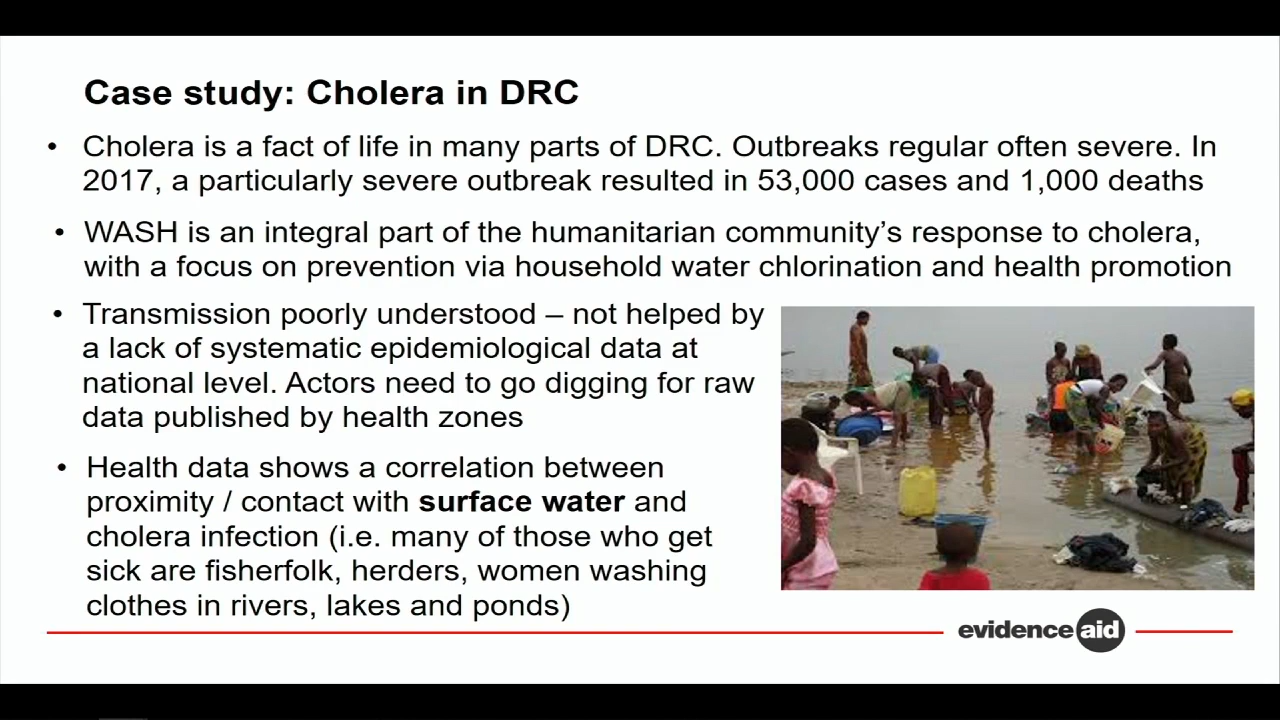 Case study: Cholera in DRC
• Cholera is a fact of life in many parts of DRC. Outbreaks regular often severe. In
2017, a particularly severe outbreak resulted in 53,000 cases and 1,000 deaths
• WASH is an integral part of the humanitarian community’s response to cholera,
with a focus on prevention via household water chlorination and health promotion
• Transmission poorly understood – not helped by
a lack of systematic epidemiological data at
national level. Actors need to go digging for raw
data published by health zones
• Health data shows a correlation between
proximity / contact with surface water and
cholera infection (i.e. many of those who get
sick are fisherfolk, herders, women washing
clothes in rivers, lakes and ponds)
evidence aid